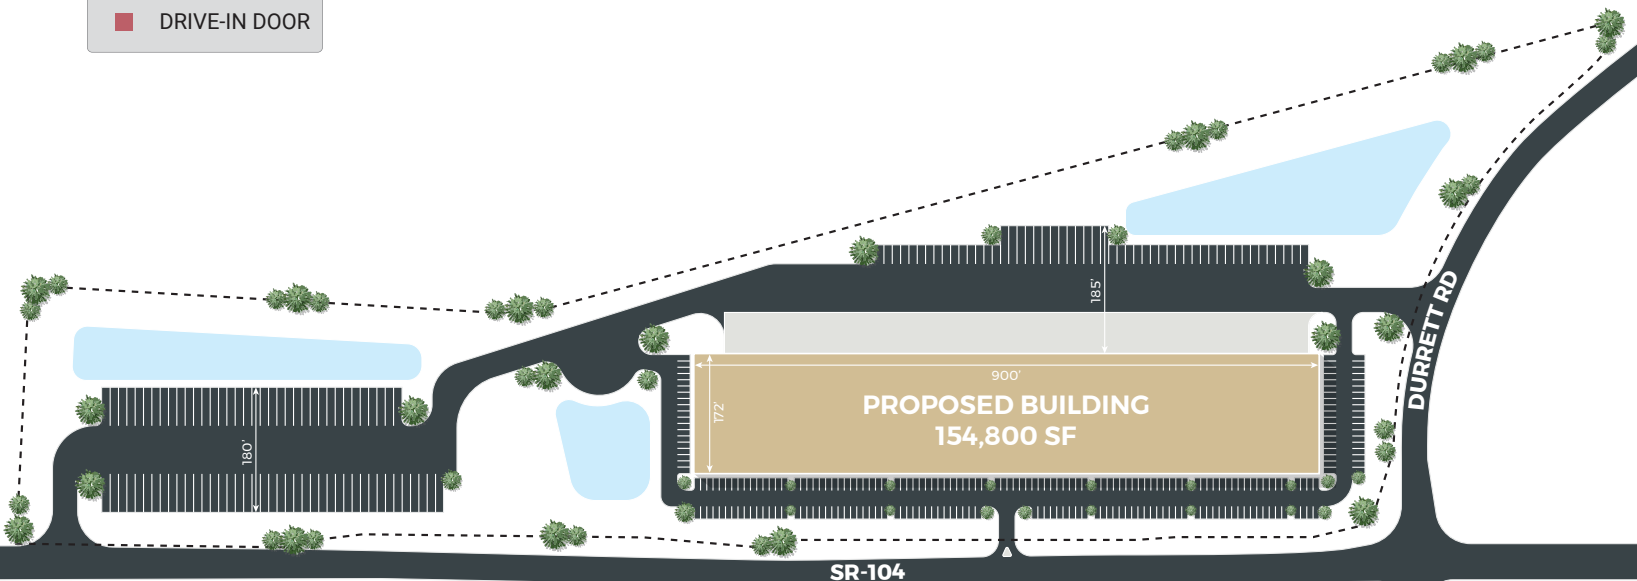 DRIVE-IN DOOR
185'
DURRETT RD
900'
172'
PROPOSED BUILDING
154,800 SF
180'
SR-104